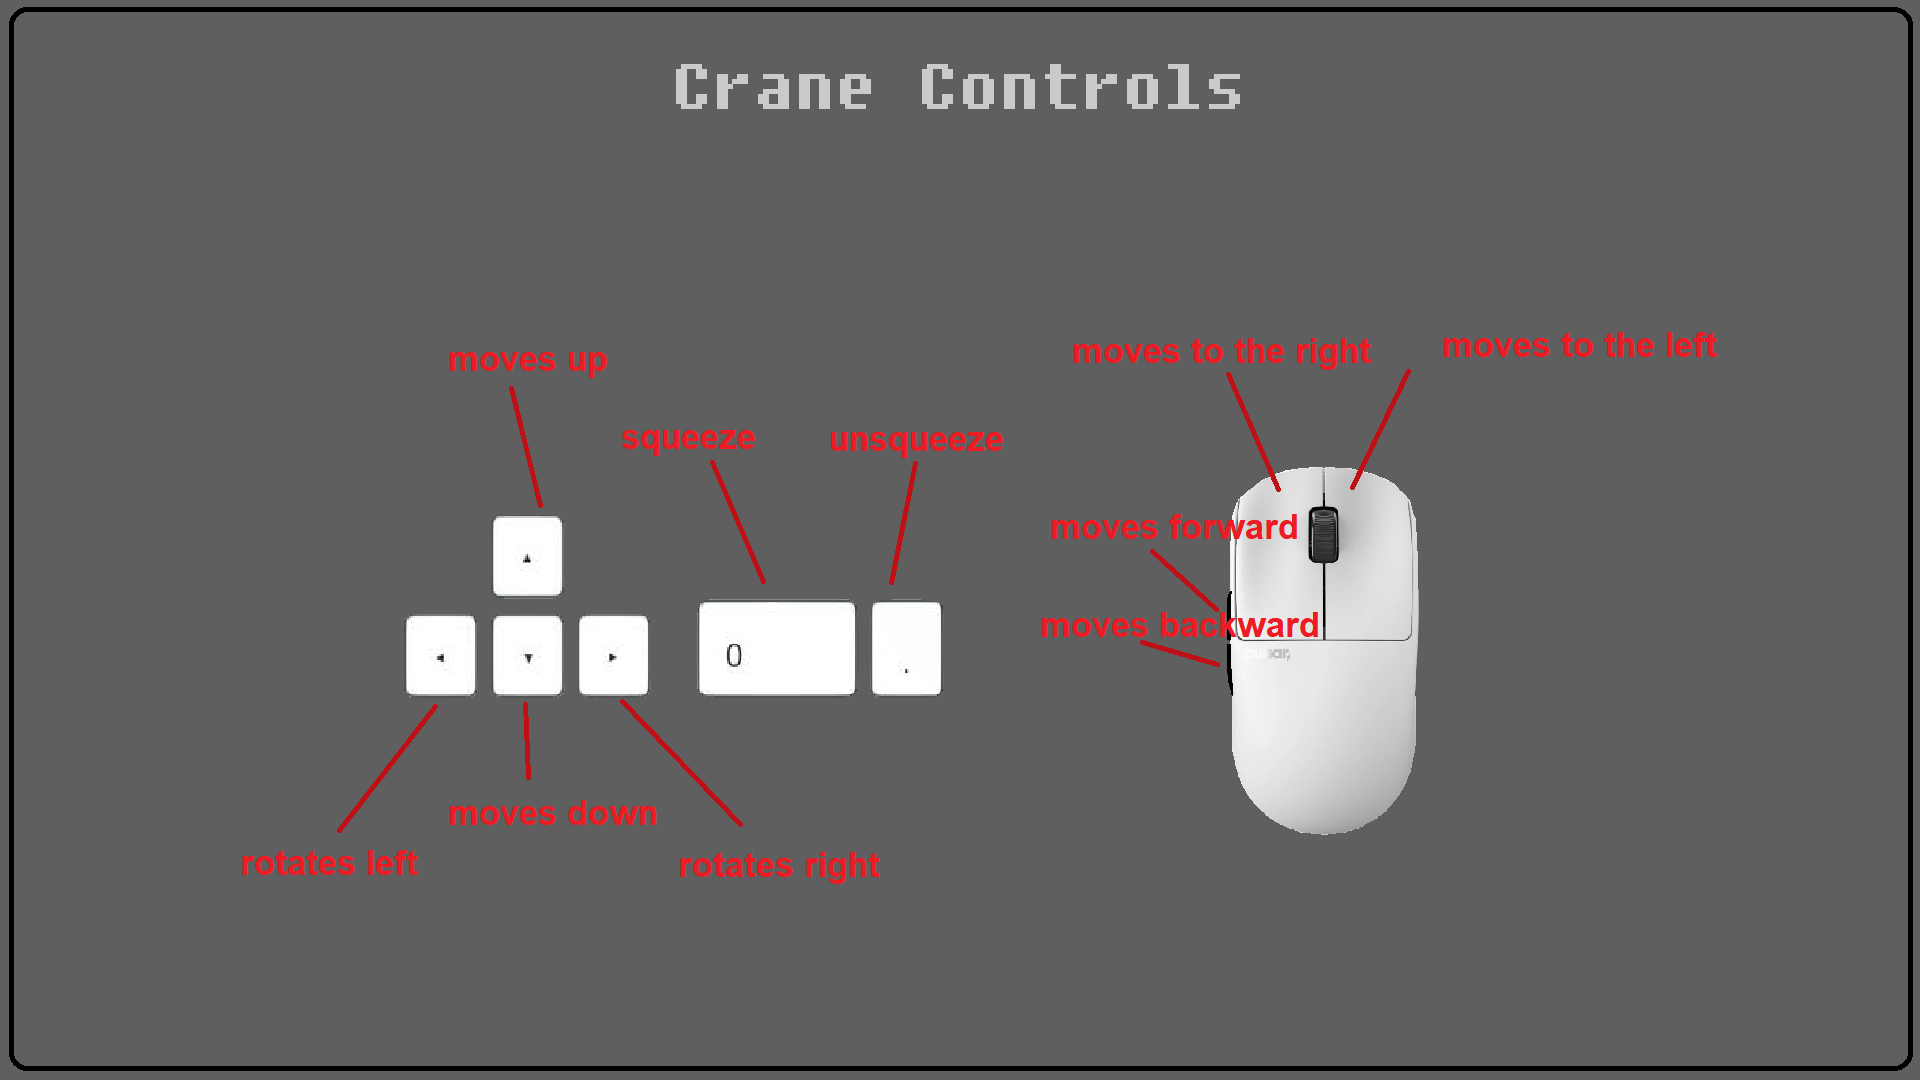 Crane Controls
moves up
moves to the right
moves to the left
squeeze
unsqueeze
moves forward
moves backward
0
.
moves down
rotates left
rotates right